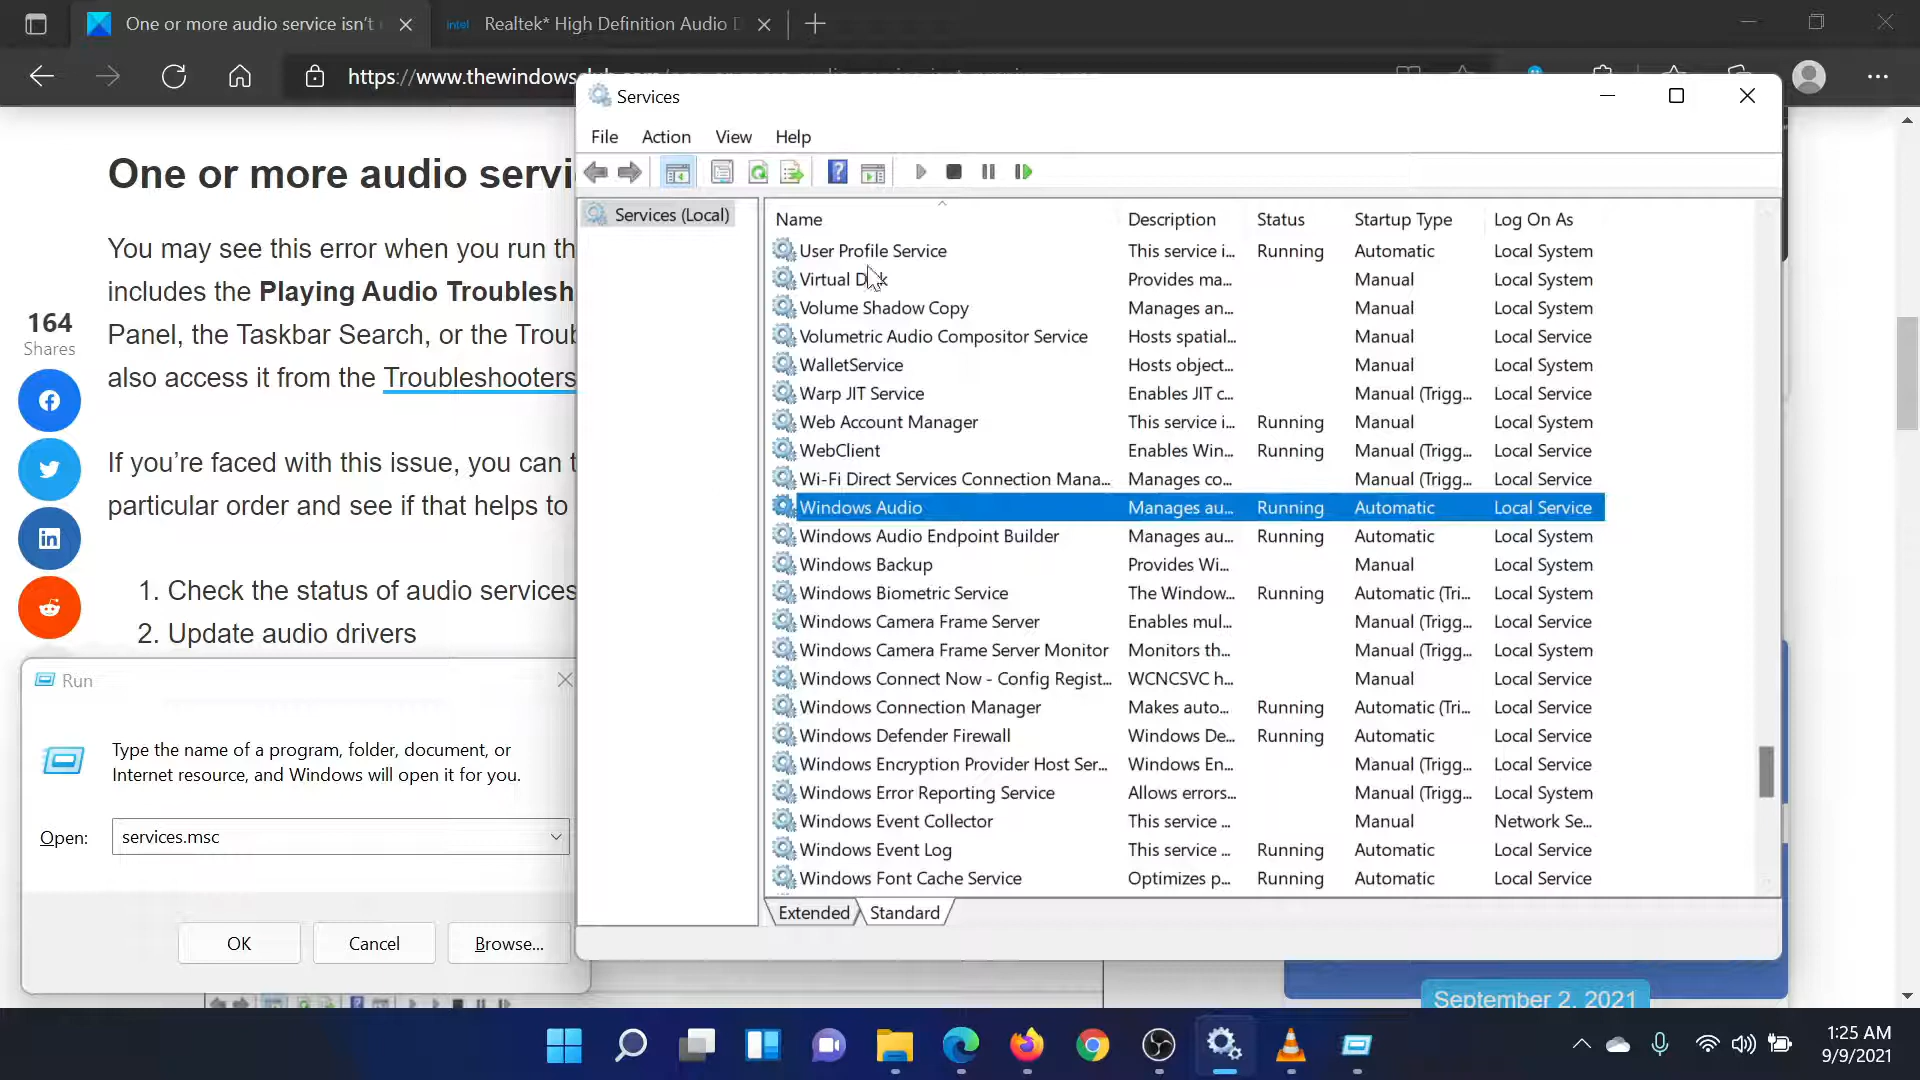 One or more audio service isn't
intel Realtek* High Definition Audio D
https://www.thewindowsclub.com/
One or more audio servi
You may see this error when you run th
includes the Playing Audio Troublesh
Panel, the Taskbar Search, or the Trou
also access it from the Troubleshooters
164
Shares
If you're faced with this issue, you can t
particular order and see if that helps to
1. Check the status of audio services
2. Update audio drivers
Run
Type the name of a program, folder, document, or
Internet resource, and Windows will open it for you.
Open: services.msc
OK Cancel Browse...
Services
File Action View Help
Services (Local)
Name Description Status Startup Type Log On As
User Profile Service This service i... Running Automatic Local System
Virtual Disk Provides ma... Manual Local System
Volume Shadow Copy Manages an... Manual Local System
Volumetric Audio Compositor Service Hosts spatial... Manual Local Service
WalletService Hosts object... Manual Local System
Warp JIT Service Enables JIT c... Manual (Trigg... Local Service
Web Account Manager This service i... Running Manual Local System
WebClient Enables Win... Running Manual (Trigg... Local Service
Wi-Fi Direct Services Connection Mana... Manages co... Manual (Trigg... Local Service
Windows Audio Manages au... Running Automatic Local Service
Windows Audio Endpoint Builder Manages au... Running Automatic Local System
Windows Backup Provides Wi... Manual Local System
Windows Biometric Service The Window... Running Automatic (Tri... Local System
Windows Camera Frame Server Enables mul... Manual (Trigg... Local Service
Windows Camera Frame Server Monitor Monitors th... Manual (Trigg... Local System
Windows Connect Now - Config Regist... WCNCSVC h... Manual Local Service
Windows Connection Manager Makes auto... Running Automatic (Tri... Local Service
Windows Defender Firewall Windows De... Running Automatic Local Service
Windows Encryption Provider Host Ser... Windows En... Manual (Trigg... Local Service
Windows Error Reporting Service Allows errors... Manual (Trigg... Local System
Windows Event Collector This service ... Manual Network Se...
Windows Event Log This service ... Running Automatic Local Service
Windows Font Cache Service Optimizes p... Running Automatic Local Service
Extended Standard
September 2, 2021
1:25 AM
9/9/2021